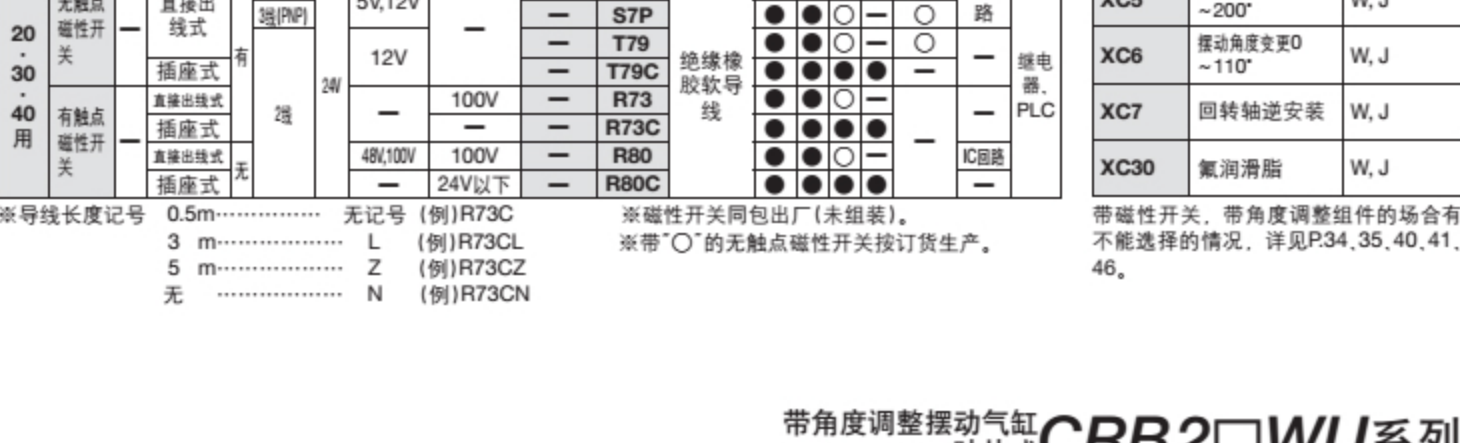 20・30・40用
无触点磁性开关 — 直接出线式 有 3线(PNP) 24V 5V,12V — — S7P ● ● ○ — ○ 路
2线 12V — T79 绝缘橡胶软导线 ● ● ○ — ○ — 继电器、PLC
插座式 — T79C ● ● ● ● —
有触点磁性开关 — 直接出线式 — 100V — R73 ● ● ○ — — —
插座式 — — R73C ● ● ● ●
直接出线式 无 48V,100V 100V — R80 ● ● ○ — IC回路
插座式 — 24V以下 — R80C ● ● ● ● —
※导线长度记号 0.5m…………… 无记号 (例)R73C
3 m……………… L (例)R73CL
5 m……………… Z (例)R73CZ
无 ……………… N (例)R73CN
※磁性开关同包出厂(未组装)。
※带"○"的无触点磁性开关按订货生产。
~200°
XC6 摆动角度变更0~110° W, J
XC7 回转轴逆安装 W, J
XC30 氟润滑脂 W, J
带磁性开关、带角度调整组件的场合有
不能选择的情况、详见P.34、35、40、41、
46。
带角度调整摆动气缸
CRB2□WU系列